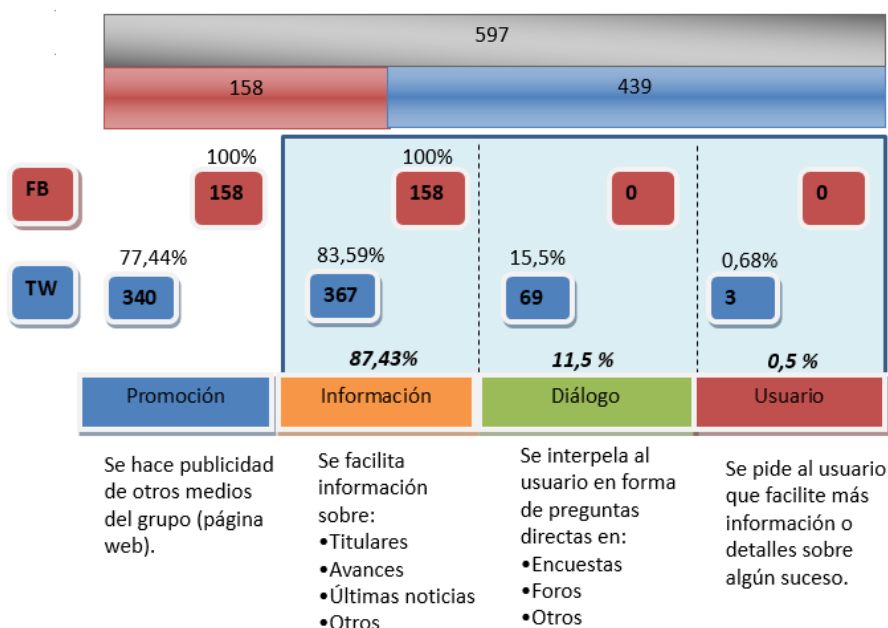 597
158 439
100% 100%
FB 158 158 0 0
77,44% 83,59% 15,5% 0,68%
TW 340 367 69 3
87,43% 11,5 % 0,5 %
Promoción Información Diálogo Usuario
Se hace publicidad
de otros medios
del grupo (página
web).
Se facilita
información
sobre:
•Titulares
•Avances
•Últimas noticias
•Otros
Se interpela al
usuario en forma
de preguntas
directas en:
•Encuestas
•Foros
•Otros
Se pide al usuario
que facilite más
información o
detalles sobre
algún suceso.